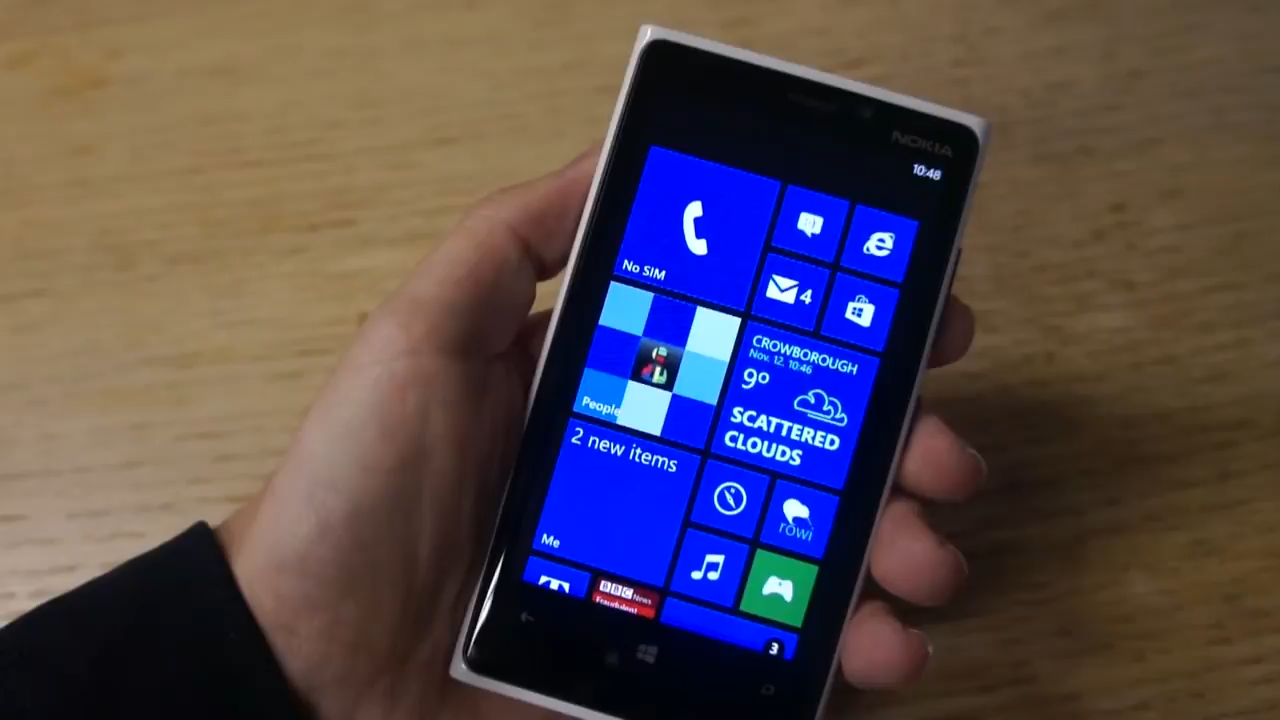 NOKIA
10:48
No SIM
4
CROWBOROUGH
Nov. 12, 10:46
9°
SCATTERED
CLOUDS
People
2 new items
Me
rowi
BBC News
Fraudulent
3